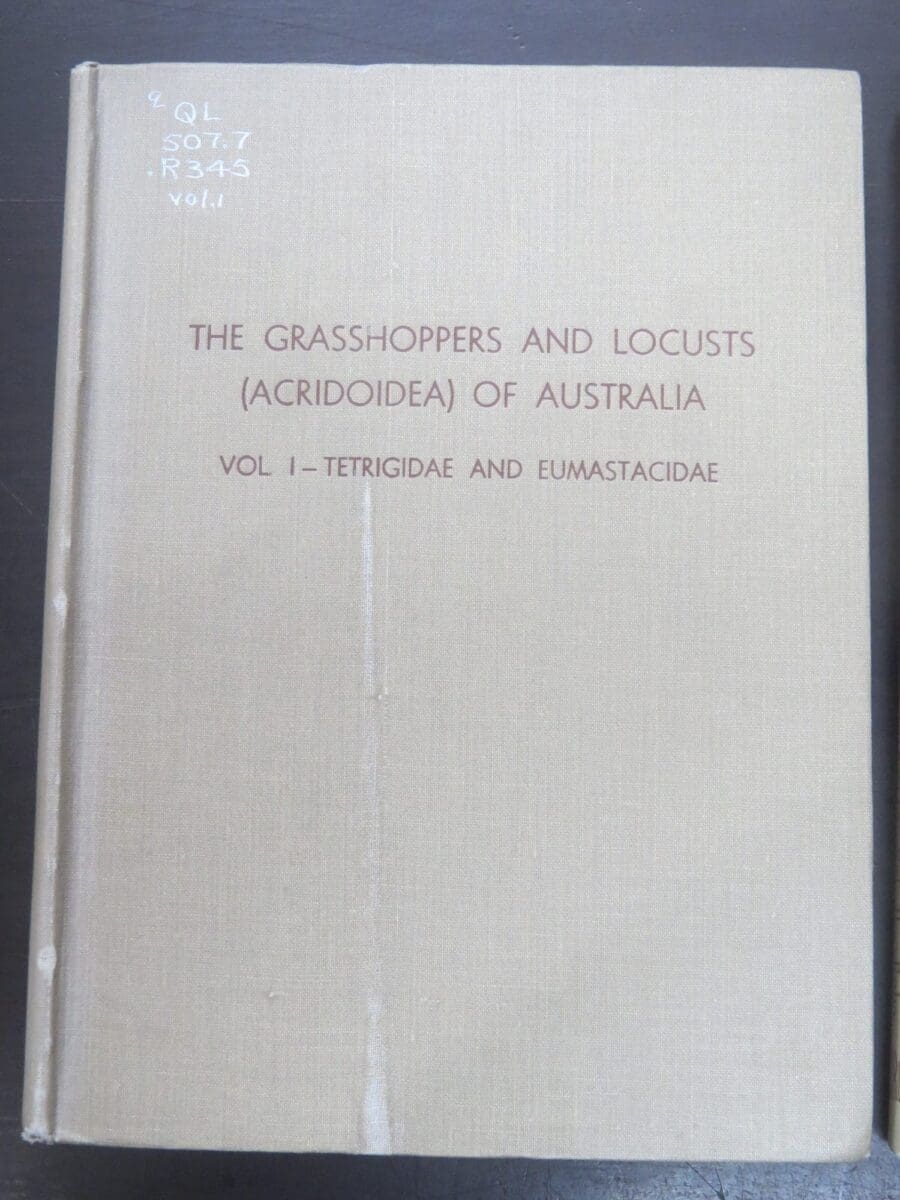 q
QL
507.7
.R345
vol.1
THE GRASSHOPPERS AND LOCUSTS
(ACRIDOIDEA) OF AUSTRALIA
VOL I – TETRIGIDAE AND EUMASTACIDAE